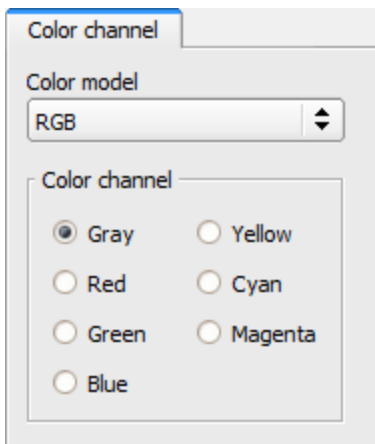 Color channel
Color model
RGB
Color channel
Gray Yellow
Red Cyan
Green Magenta
Blue